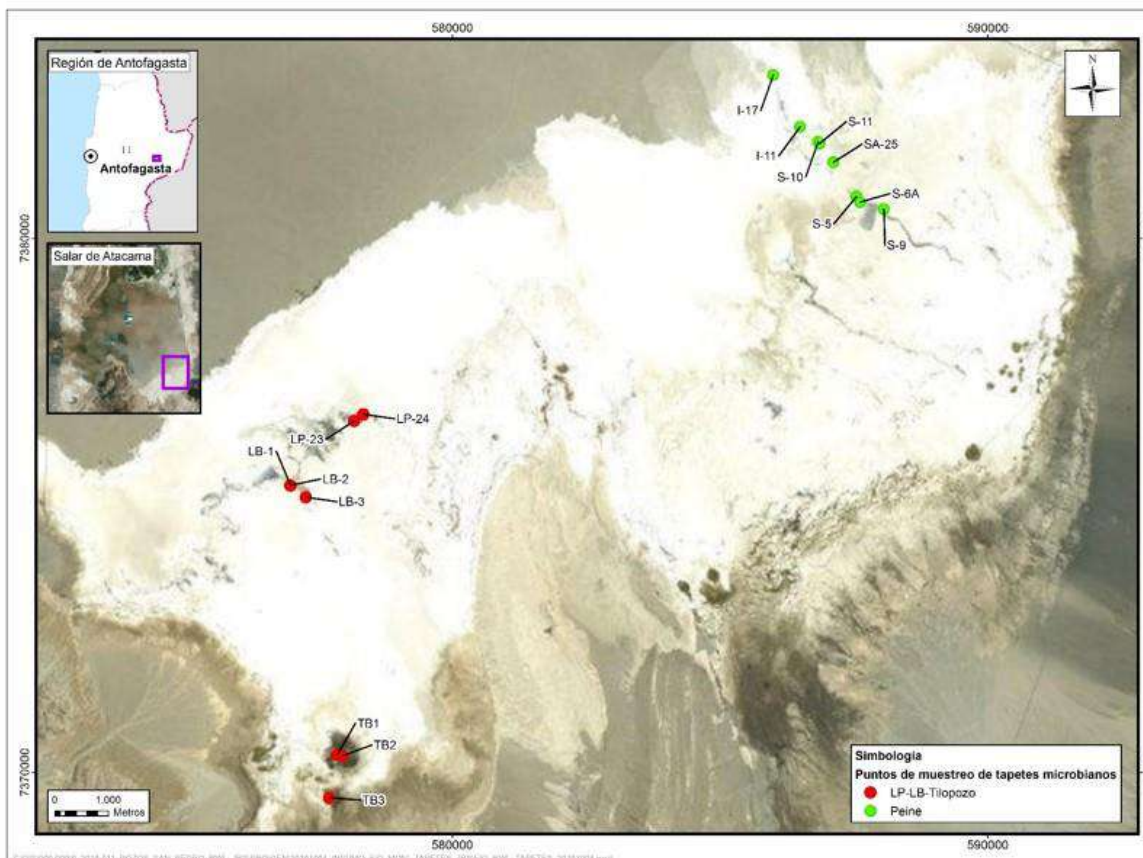 580000
590000
Región de Antofagasta
Antofagasta
Salar de Atacama
N
I-17
S-11
I-11
SA-25
S-10
S-6A
S-5
S-9
7380000
7380000
LP-24
LP-23
LB-1
LB-2
LB-3
TB1
TB2
TB3
7370000
7370000
0 1.000
Metros
Simbología
Puntos de muestreo de tapetes microbianos
LP-LB-Tilopozo
Peine
580000
590000